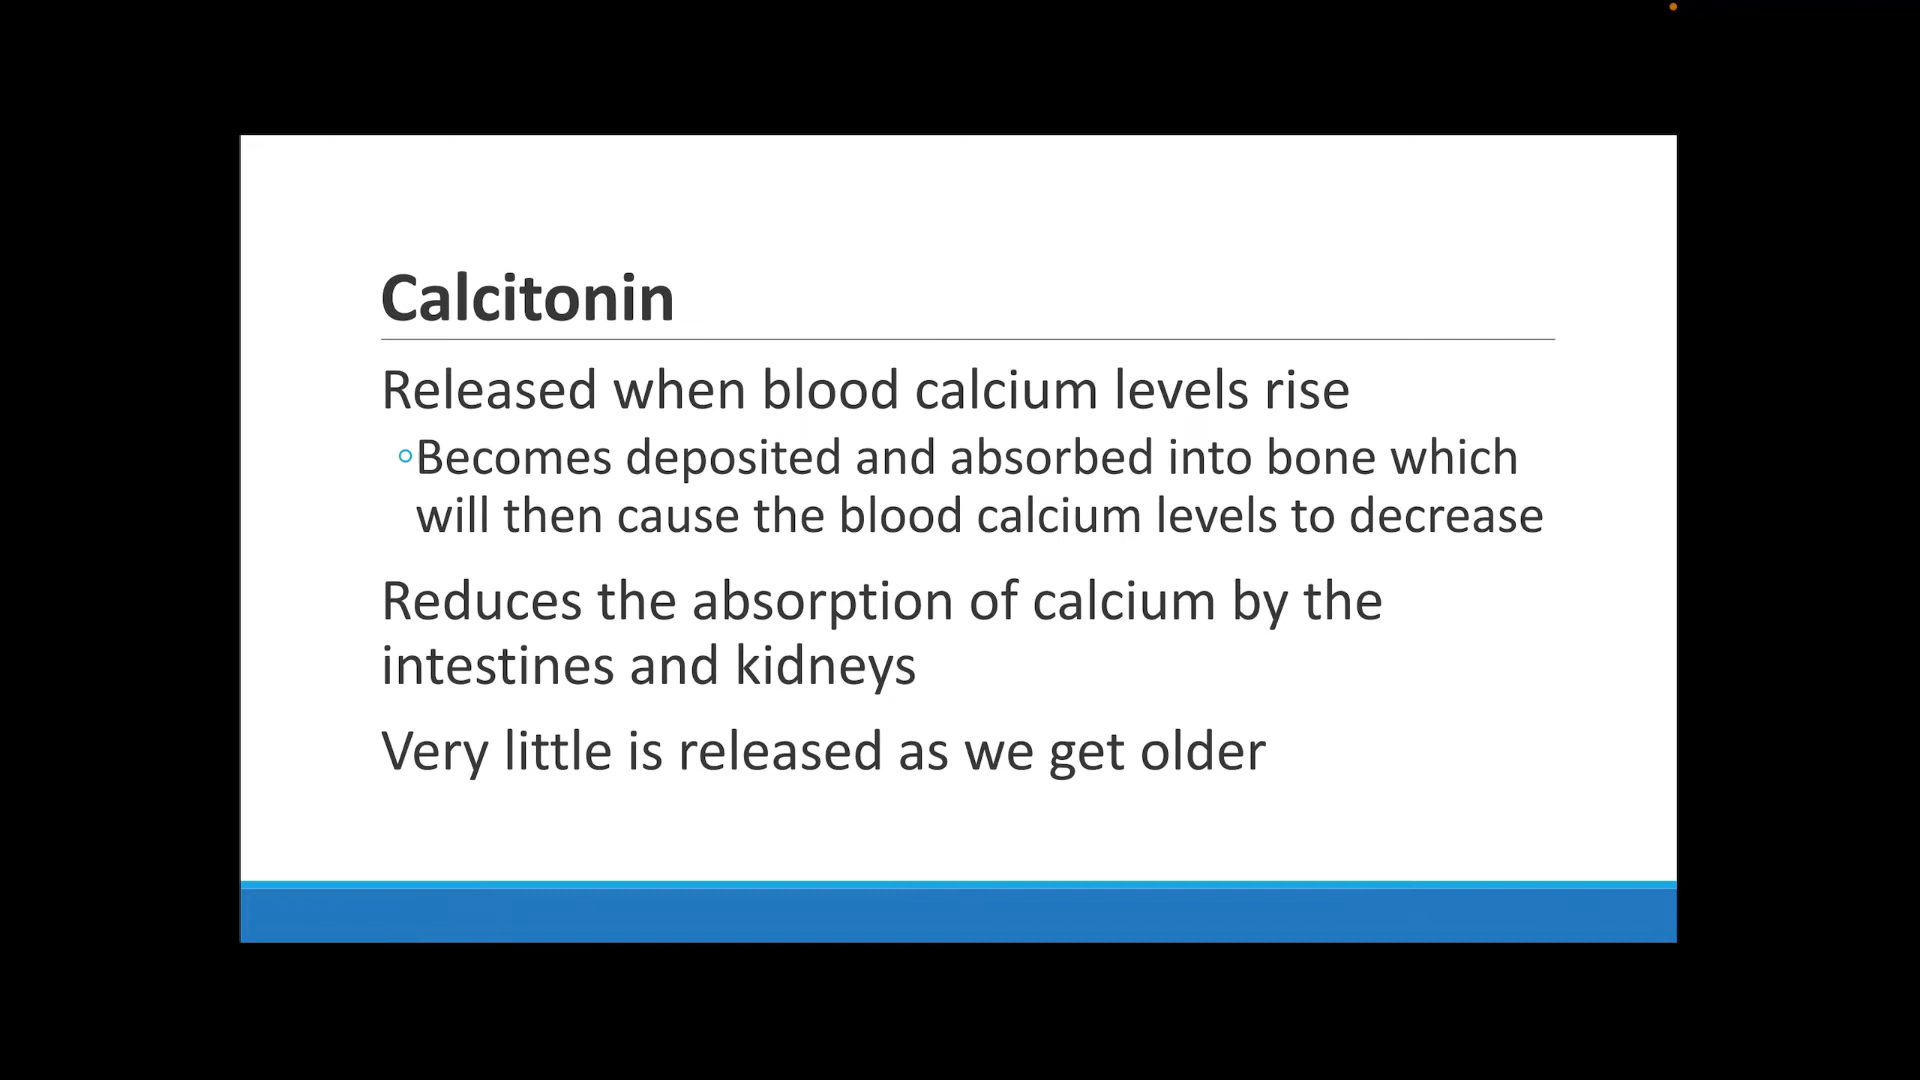 Calcitonin
Released when blood calcium levels rise
◦Becomes deposited and absorbed into bone which
will then cause the blood calcium levels to decrease
Reduces the absorption of calcium by the
intestines and kidneys
Very little is released as we get older